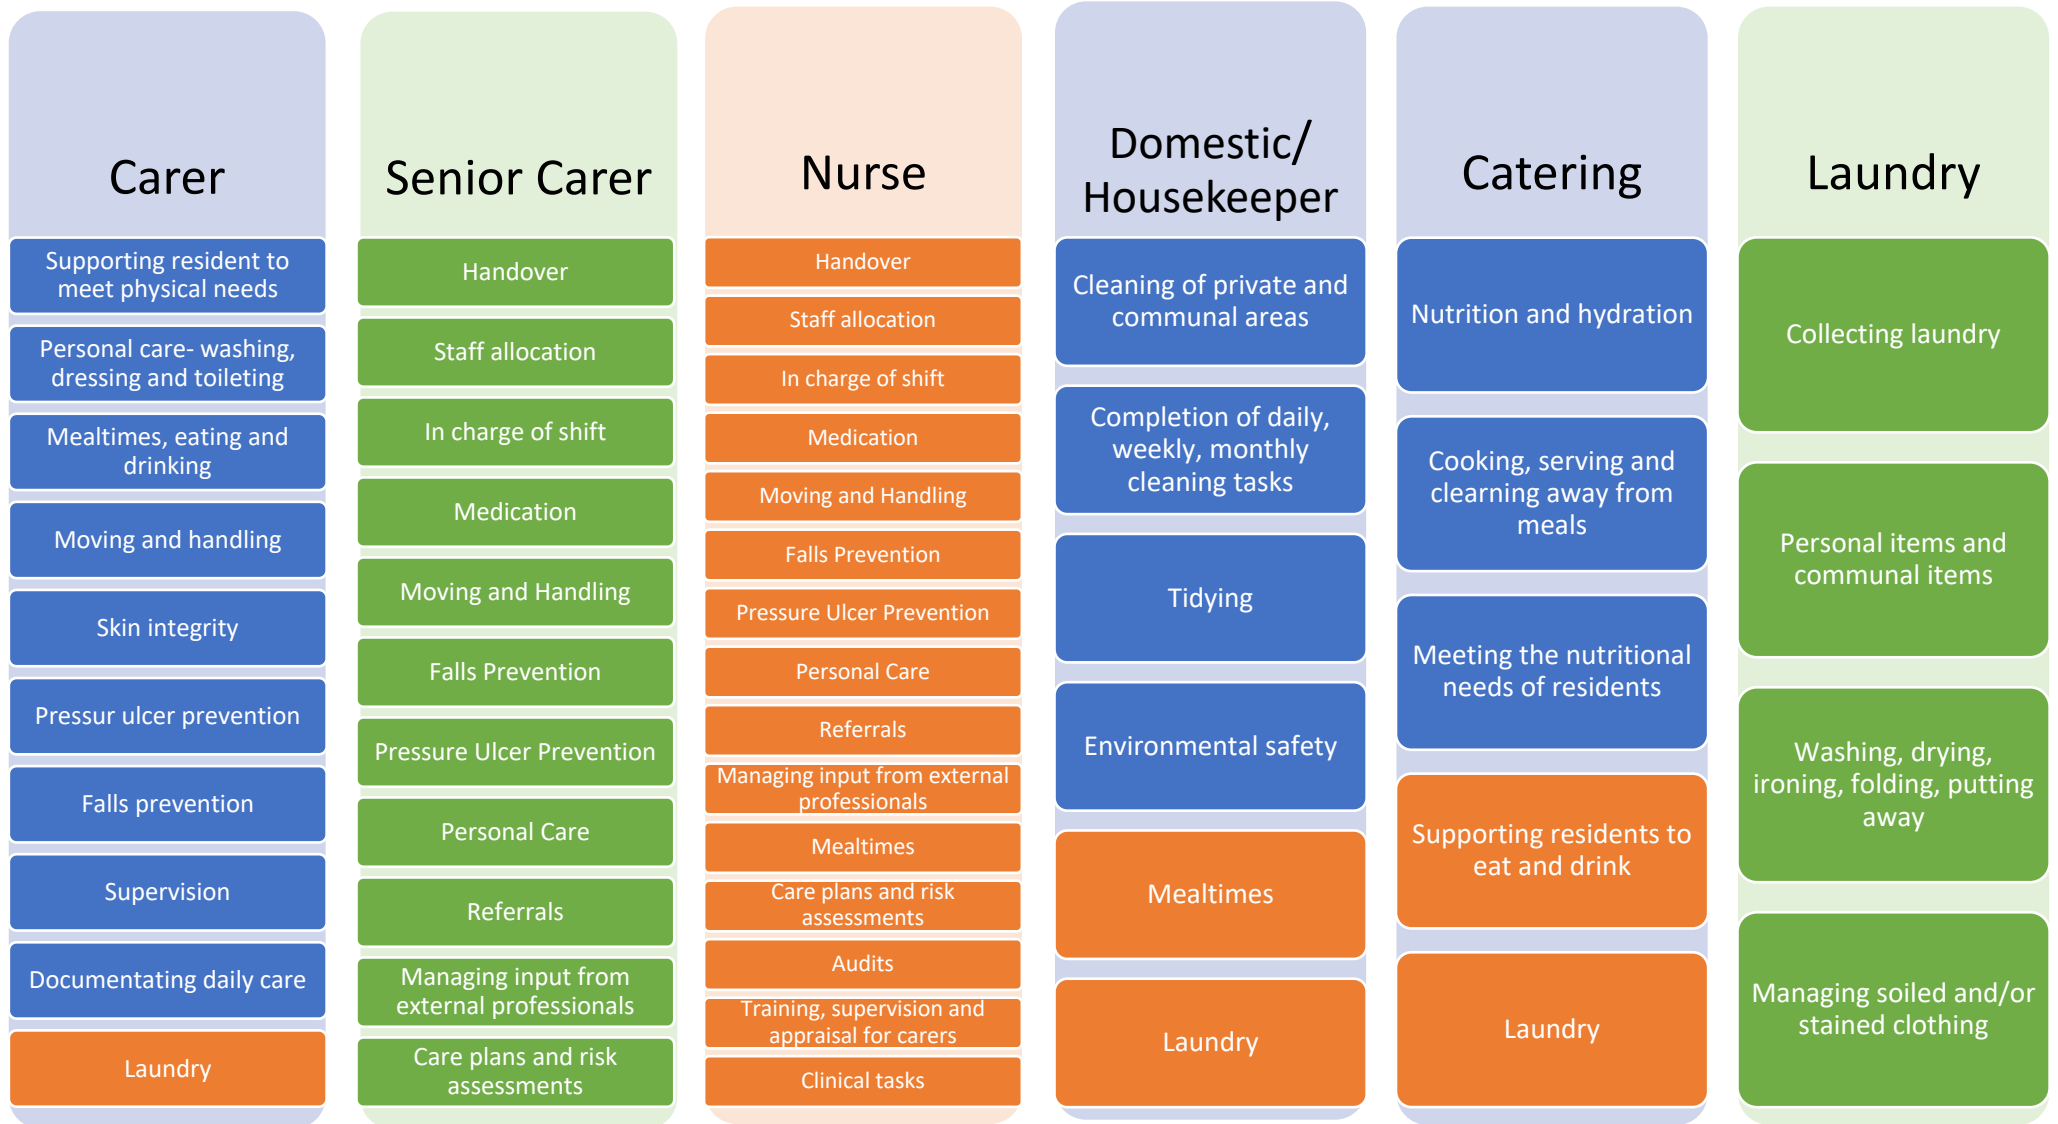 Carer
Supporting resident to
meet physical needs
Personal care- washing,
dressing and toileting
Mealtimes, eating and
drinking
Moving and handling
Skin integrity
Pressur ulcer prevention
Falls prevention
Supervision
Documentating daily care
Laundry
Senior Carer
Handover
Staff allocation
In charge of shift
Medication
Moving and Handling
Falls Prevention
Pressure Ulcer Prevention
Personal Care
Referrals
Managing input from
external professionals
Care plans and risk
assessments
Nurse
Handover
Staff allocation
In charge of shift
Medication
Moving and Handling
Falls Prevention
Pressure Ulcer Prevention
Personal Care
Referrals
Managing input from external
professionals
Mealtimes
Care plans and risk
assessments
Audits
Training, supervision and
appraisal for carers
Clinical tasks
Domestic/
Housekeeper
Cleaning of private and
communal areas
Completion of daily,
weekly, monthly
cleaning tasks
Tidying
Environmental safety
Mealtimes
Laundry
Catering
Nutrition and hydration
Cooking, serving and
clearning away from
meals
Meeting the nutritional
needs of residents
Supporting residents to
eat and drink
Laundry
Laundry
Collecting laundry
Personal items and
communal items
Washing, drying,
ironing, folding, putting
away
Managing soiled and/or
stained clothing